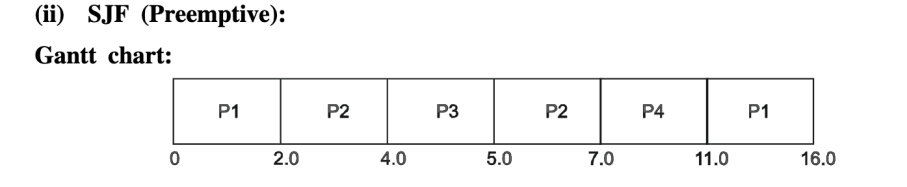 (ii) SJF (Preemptive):
Gantt chart:
P1 P2 P3 P2 P4 P1
0 2.0 4.0 5.0 7.0 11.0 16.0